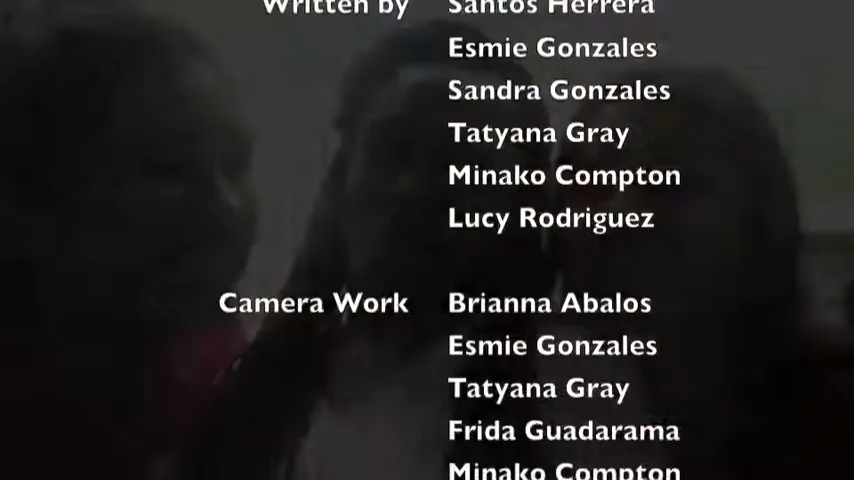 Written by Santos Herrera
Esmie Gonzales
Sandra Gonzales
Tatyana Gray
Minako Compton
Lucy Rodriguez
Camera Work Brianna Abalos
Esmie Gonzales
Tatyana Gray
Frida Guadarama
Minako Compton